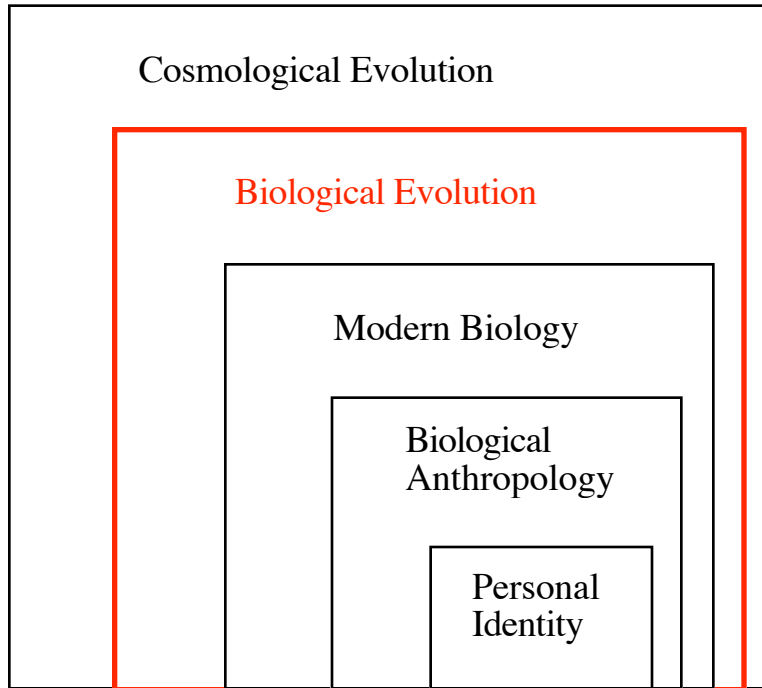 Cosmological Evolution
Biological Evolution
Modern Biology
Biological
Anthropology
Personal
Identity